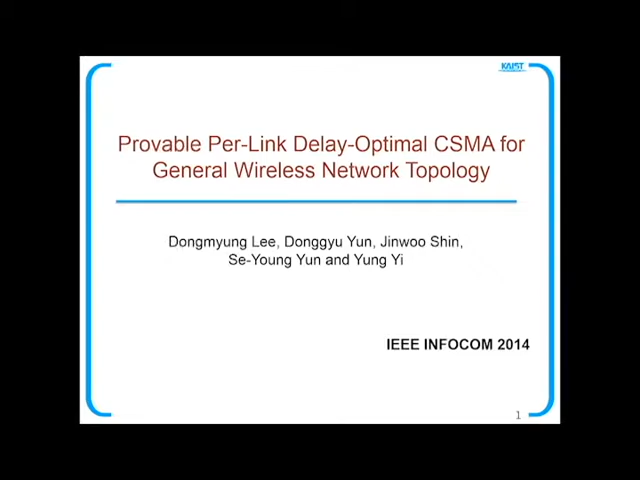 KAIST
Provable Per-Link Delay-Optimal CSMA for
General Wireless Network Topology
Dongmyung Lee, Donggyu Yun, Jinwoo Shin,
Se-Young Yun and Yung Yi
IEEE INFOCOM 2014
1